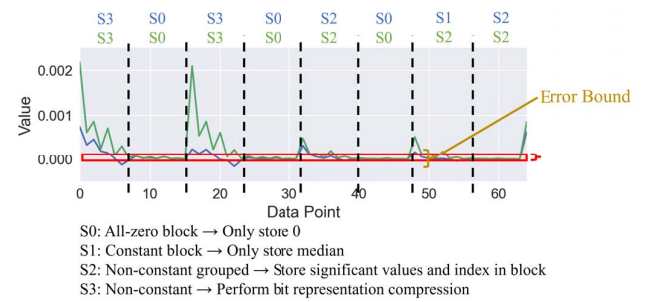 S3 S0 S3 S0 S2 S0 S1 S2
S3 S0 S3 S0 S2 S0 S2 S2
0.002
0.001
0.000
Value
Error Bound
0 10 20 30 40 50 60
Data Point
S0: All-zero block → Only store 0
S1: Constant block → Only store median
S2: Non-constant grouped → Store significant values and index in block
S3: Non-constant → Perform bit representation compression